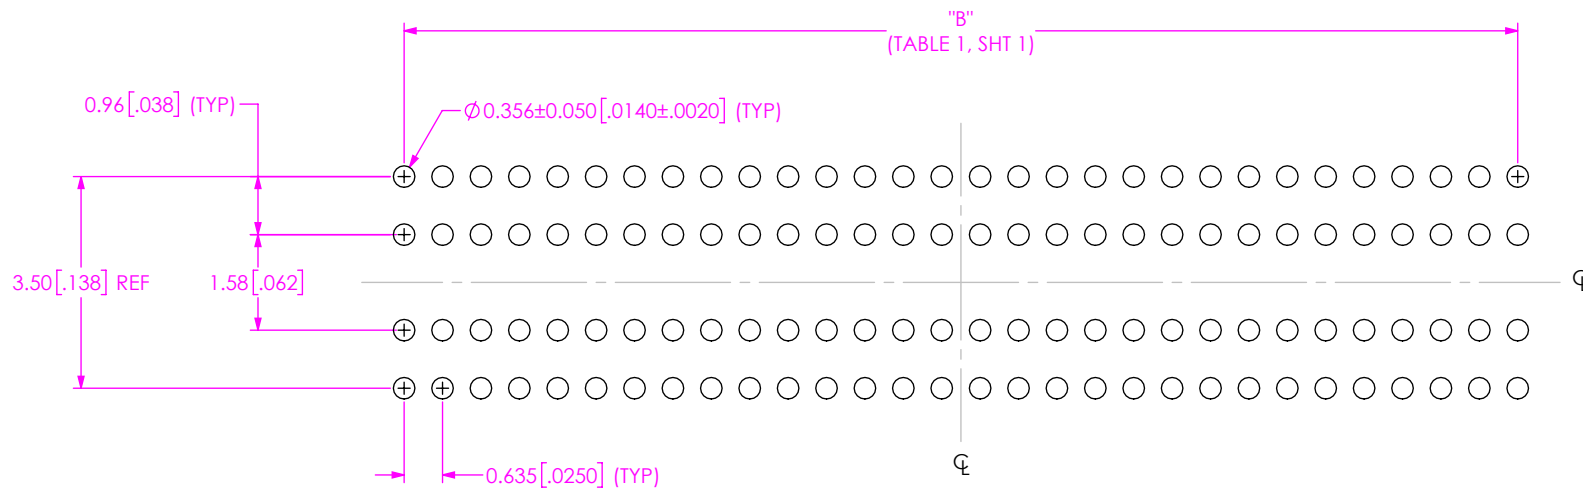 "B"
(TABLE 1, SHT 1)
0.96[.038] (TYP)
Ø0.356±0.050[.0140±.0020] (TYP)
3.50[.138] REF
1.58[.062]
℄
℄
0.635[.0250] (TYP)